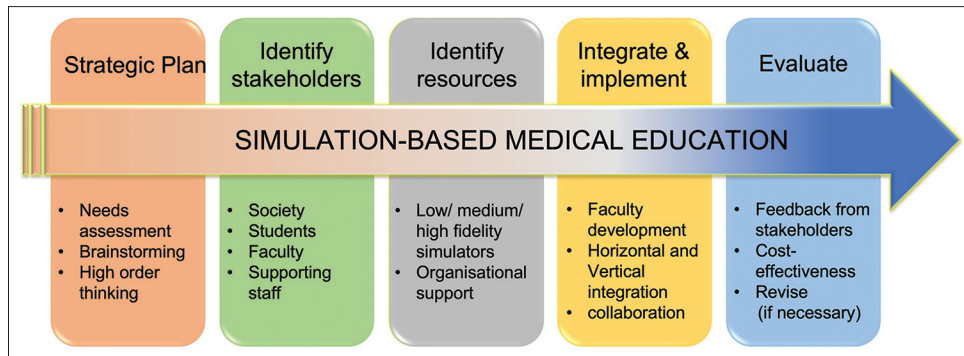 Strategic Plan
Identify
stakeholders
Identify
resources
Integrate &
implement
Evaluate
SIMULATION-BASED MEDICAL EDUCATION
• Needs
assessment
• Brainstorming
• High order
thinking
• Society
• Students
• Faculty
• Supporting
staff
• Low/ medium/
high fidelity
simulators
• Organisational
support
• Faculty
development
• Horizontal and
Vertical
integration
• collaboration
• Feedback from
stakeholders
• Cost-
effectiveness
• Revise
(if necessary)